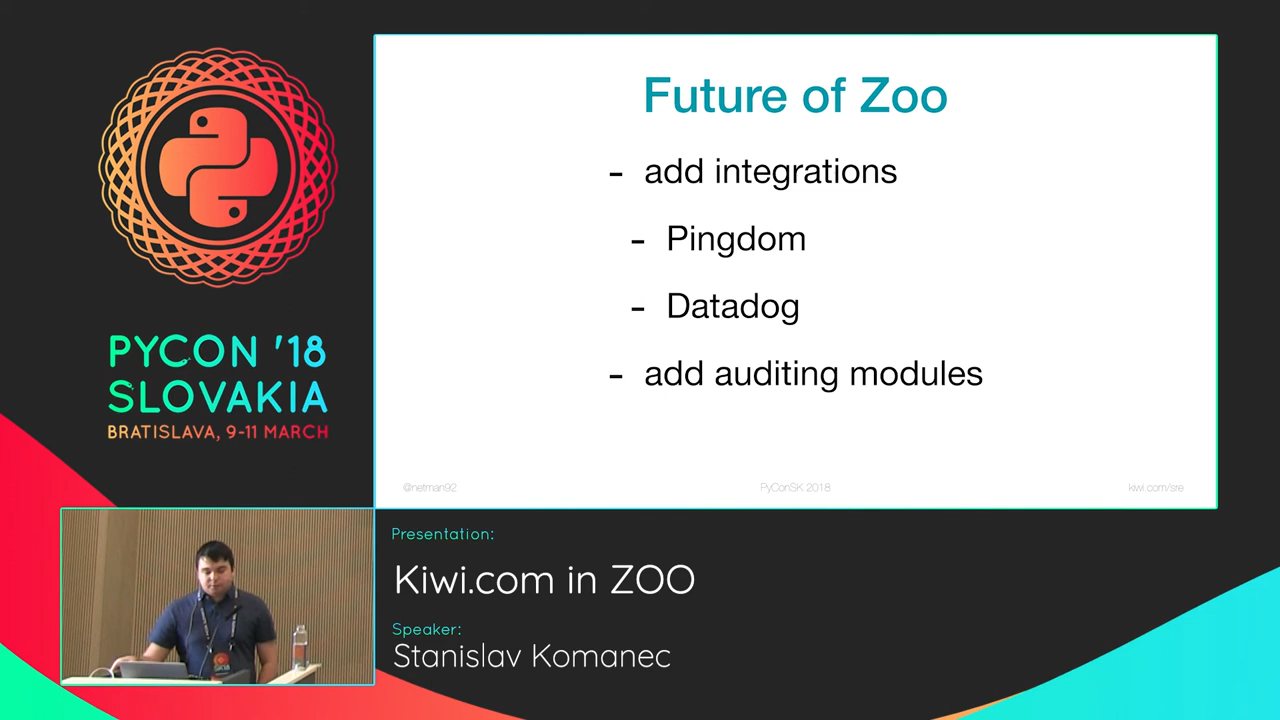 PYCON '18
SLOVAKIA
BRATISLAVA, 9-11 MARCH
Future of Zoo
- add integrations
- Pingdom
- Datadog
- add auditing modules
@netman92
PyConSK 2018
kiwi.com/sre
Presentation:
Kiwi.com in ZOO
Speaker:
Stanislav Komanec